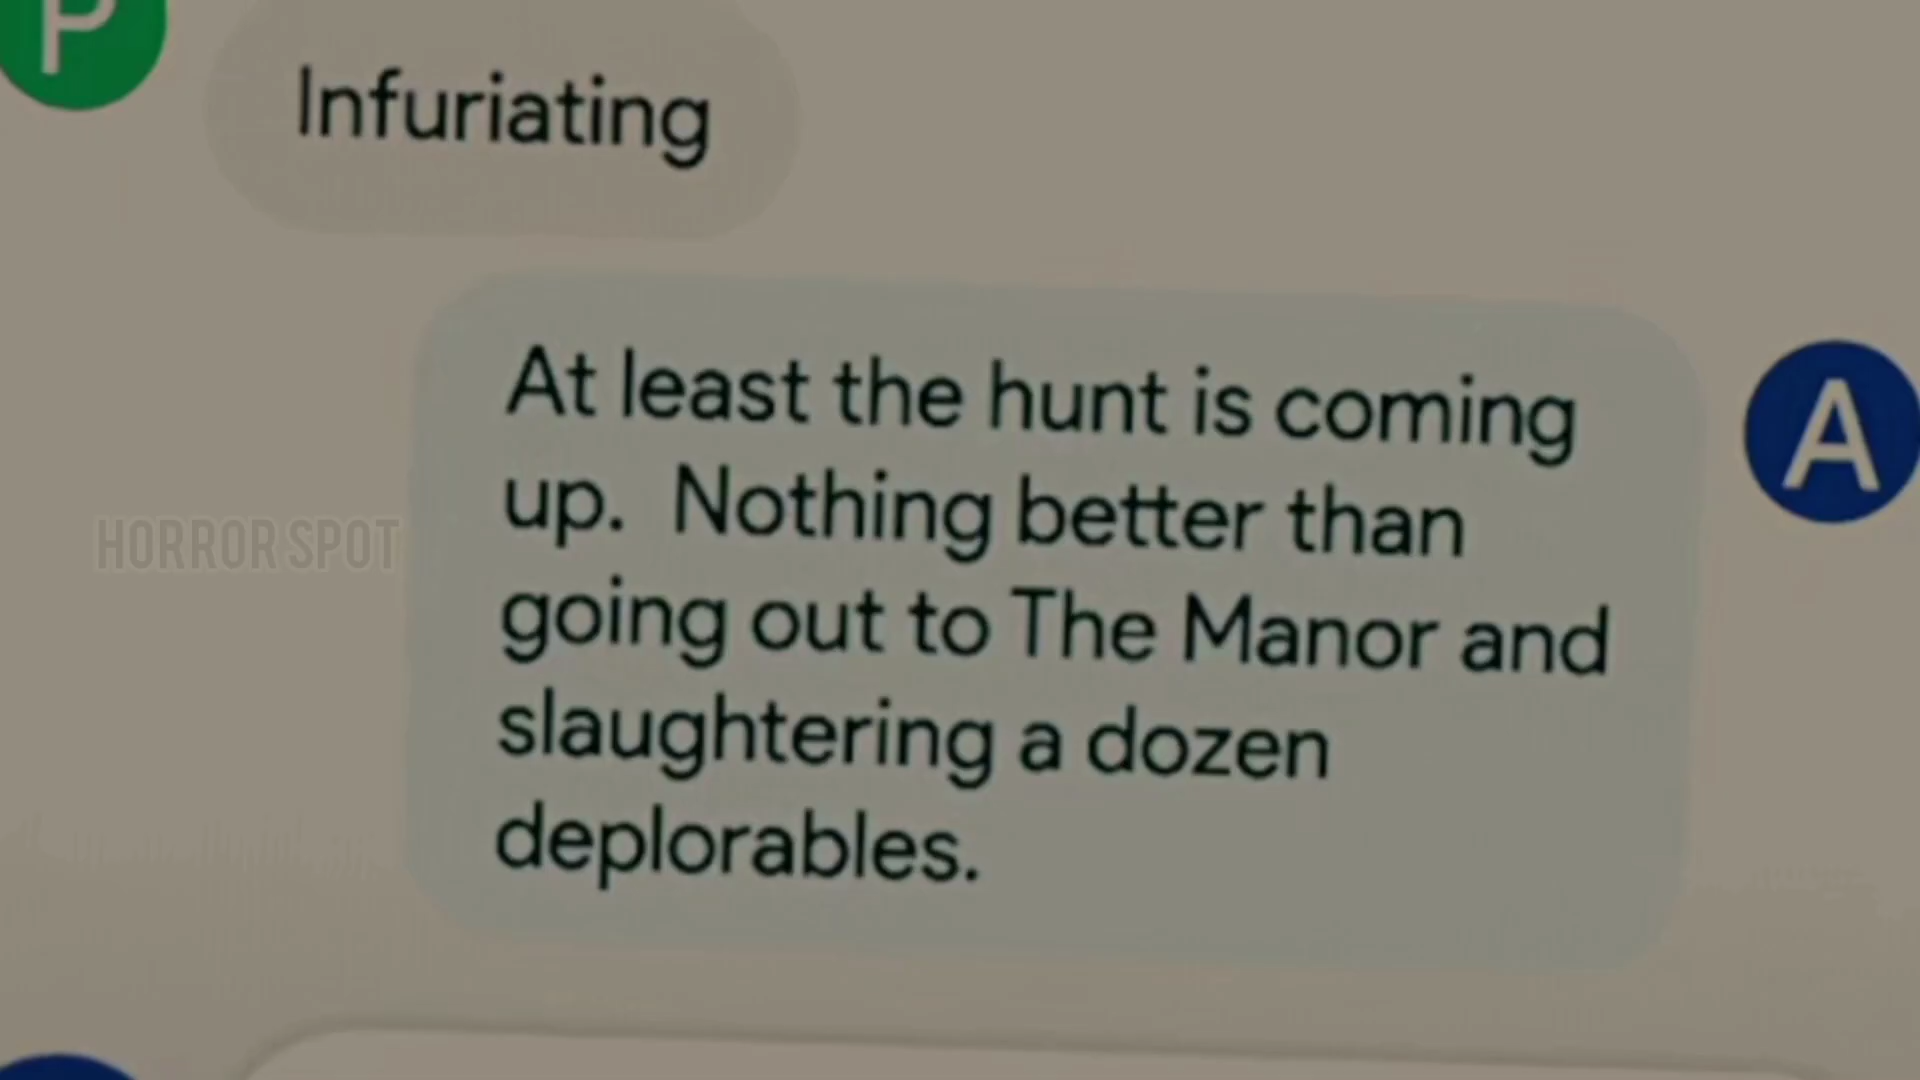 P
Infuriating
At least the hunt is coming
up. Nothing better than
A
going out to The Manor and
HORROR SPOT
slaughtering a dozen
deplorables.